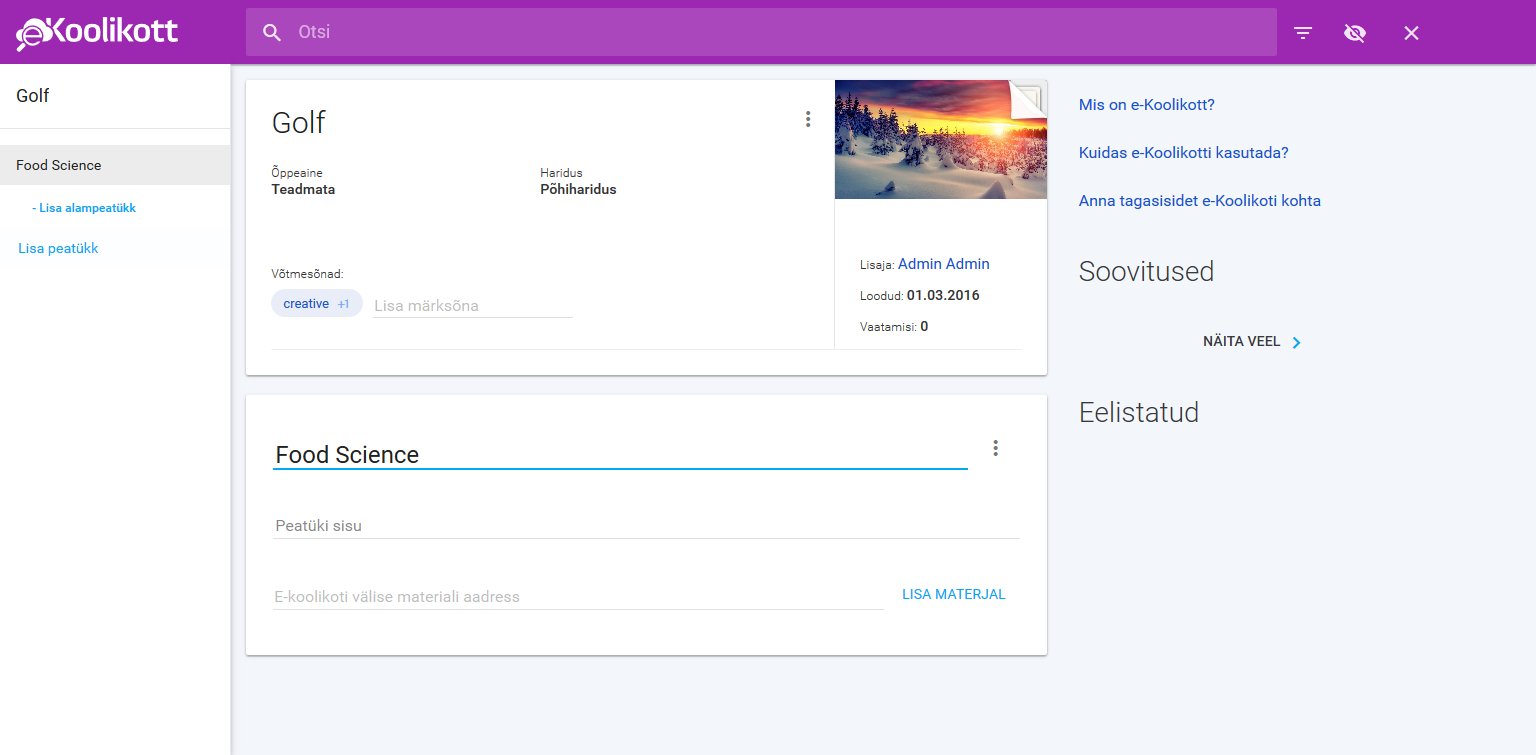 eKoolikott
Otsi
Golf
Food Science
- Lisa alampeatükk
Lisa peatükk
Golf
Õppeaine
Teadmata
Haridus
Põhiharidus
Võtmesõnad:
creative +1
Lisa märksõna
Lisaja: Admin Admin
Loodud: 01.03.2016
Vaatamisi: 0
Food Science
Peatüki sisu
E-koolikoti välise materiali aadress
LISA MATERJAL
Mis on e-Koolikott?
Kuidas e-Koolikotti kasutada?
Anna tagasisidet e-Koolikoti kohta
Soovitused
NÄITA VEEL
Eelistatud